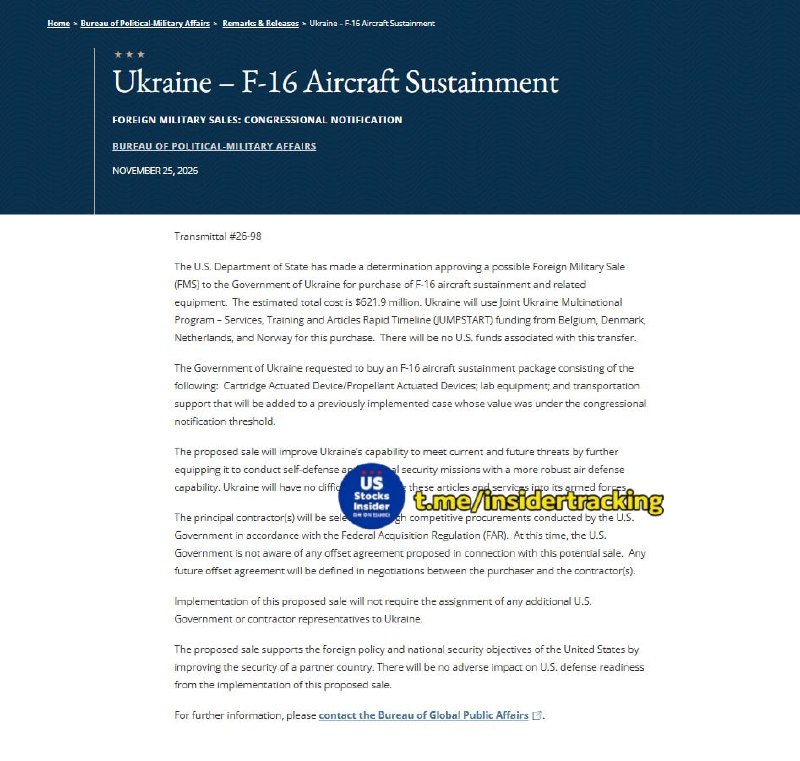 Home > Bureau of Political-Military Affairs > Remarks & Releases > Ukraine – F-16 Aircraft Sustainment
Ukraine – F-16 Aircraft Sustainment
FOREIGN MILITARY SALES: CONGRESSIONAL NOTIFICATION
BUREAU OF POLITICAL-MILITARY AFFAIRS
NOVEMBER 25, 2026
Transmittal #26-98
The U.S. Department of State has made a determination approving a possible Foreign Military Sale
(FMS) to the Government of Ukraine for purchase of F-16 aircraft sustainment and related
equipment. The estimated total cost is $621.9 million. Ukraine will use Joint Ukraine Multinational
Program – Services, Training and Articles Rapid Timeline (JUMPSTART) funding from Belgium, Denmark,
Netherlands, and Norway for this purchase. There will be no U.S. funds associated with this transfer.
The Government of Ukraine requested to buy an F-16 aircraft sustainment package consisting of the
following: Cartridge Actuated Device/Propellant Actuated Devices; lab equipment; and transportation
support that will be added to a previously implemented case whose value was under the congressional
notification threshold.
The proposed sale will improve Ukraine's capability to meet current and future threats by further
equipping it to conduct self-defense security missions with a more robust air defense
capability. Ukraine will have no these articles and services into its armed forces.
US
Stocks
Insider
t.me/insidertracking
The principal contractor(s) will be competitive procurements conducted by the U.S.
Government in accordance with the Federal Acquisition Regulation (FAR). At this time, the U.S.
Government is not aware of any offset agreement proposed in connection with this potential sale. Any
future offset agreement will be defined in negotiations between the purchaser and the contractor(s).
Implementation of this proposed sale will not require the assignment of any additional U.S.
Government or contractor representatives to Ukraine.
The proposed sale supports the foreign policy and national security objectives of the United States by
improving the security of a partner country. There will be no adverse impact on U.S. defense readiness
from the implementation of this proposed sale.
For further information, please contact the Bureau of Global Public Affairs.